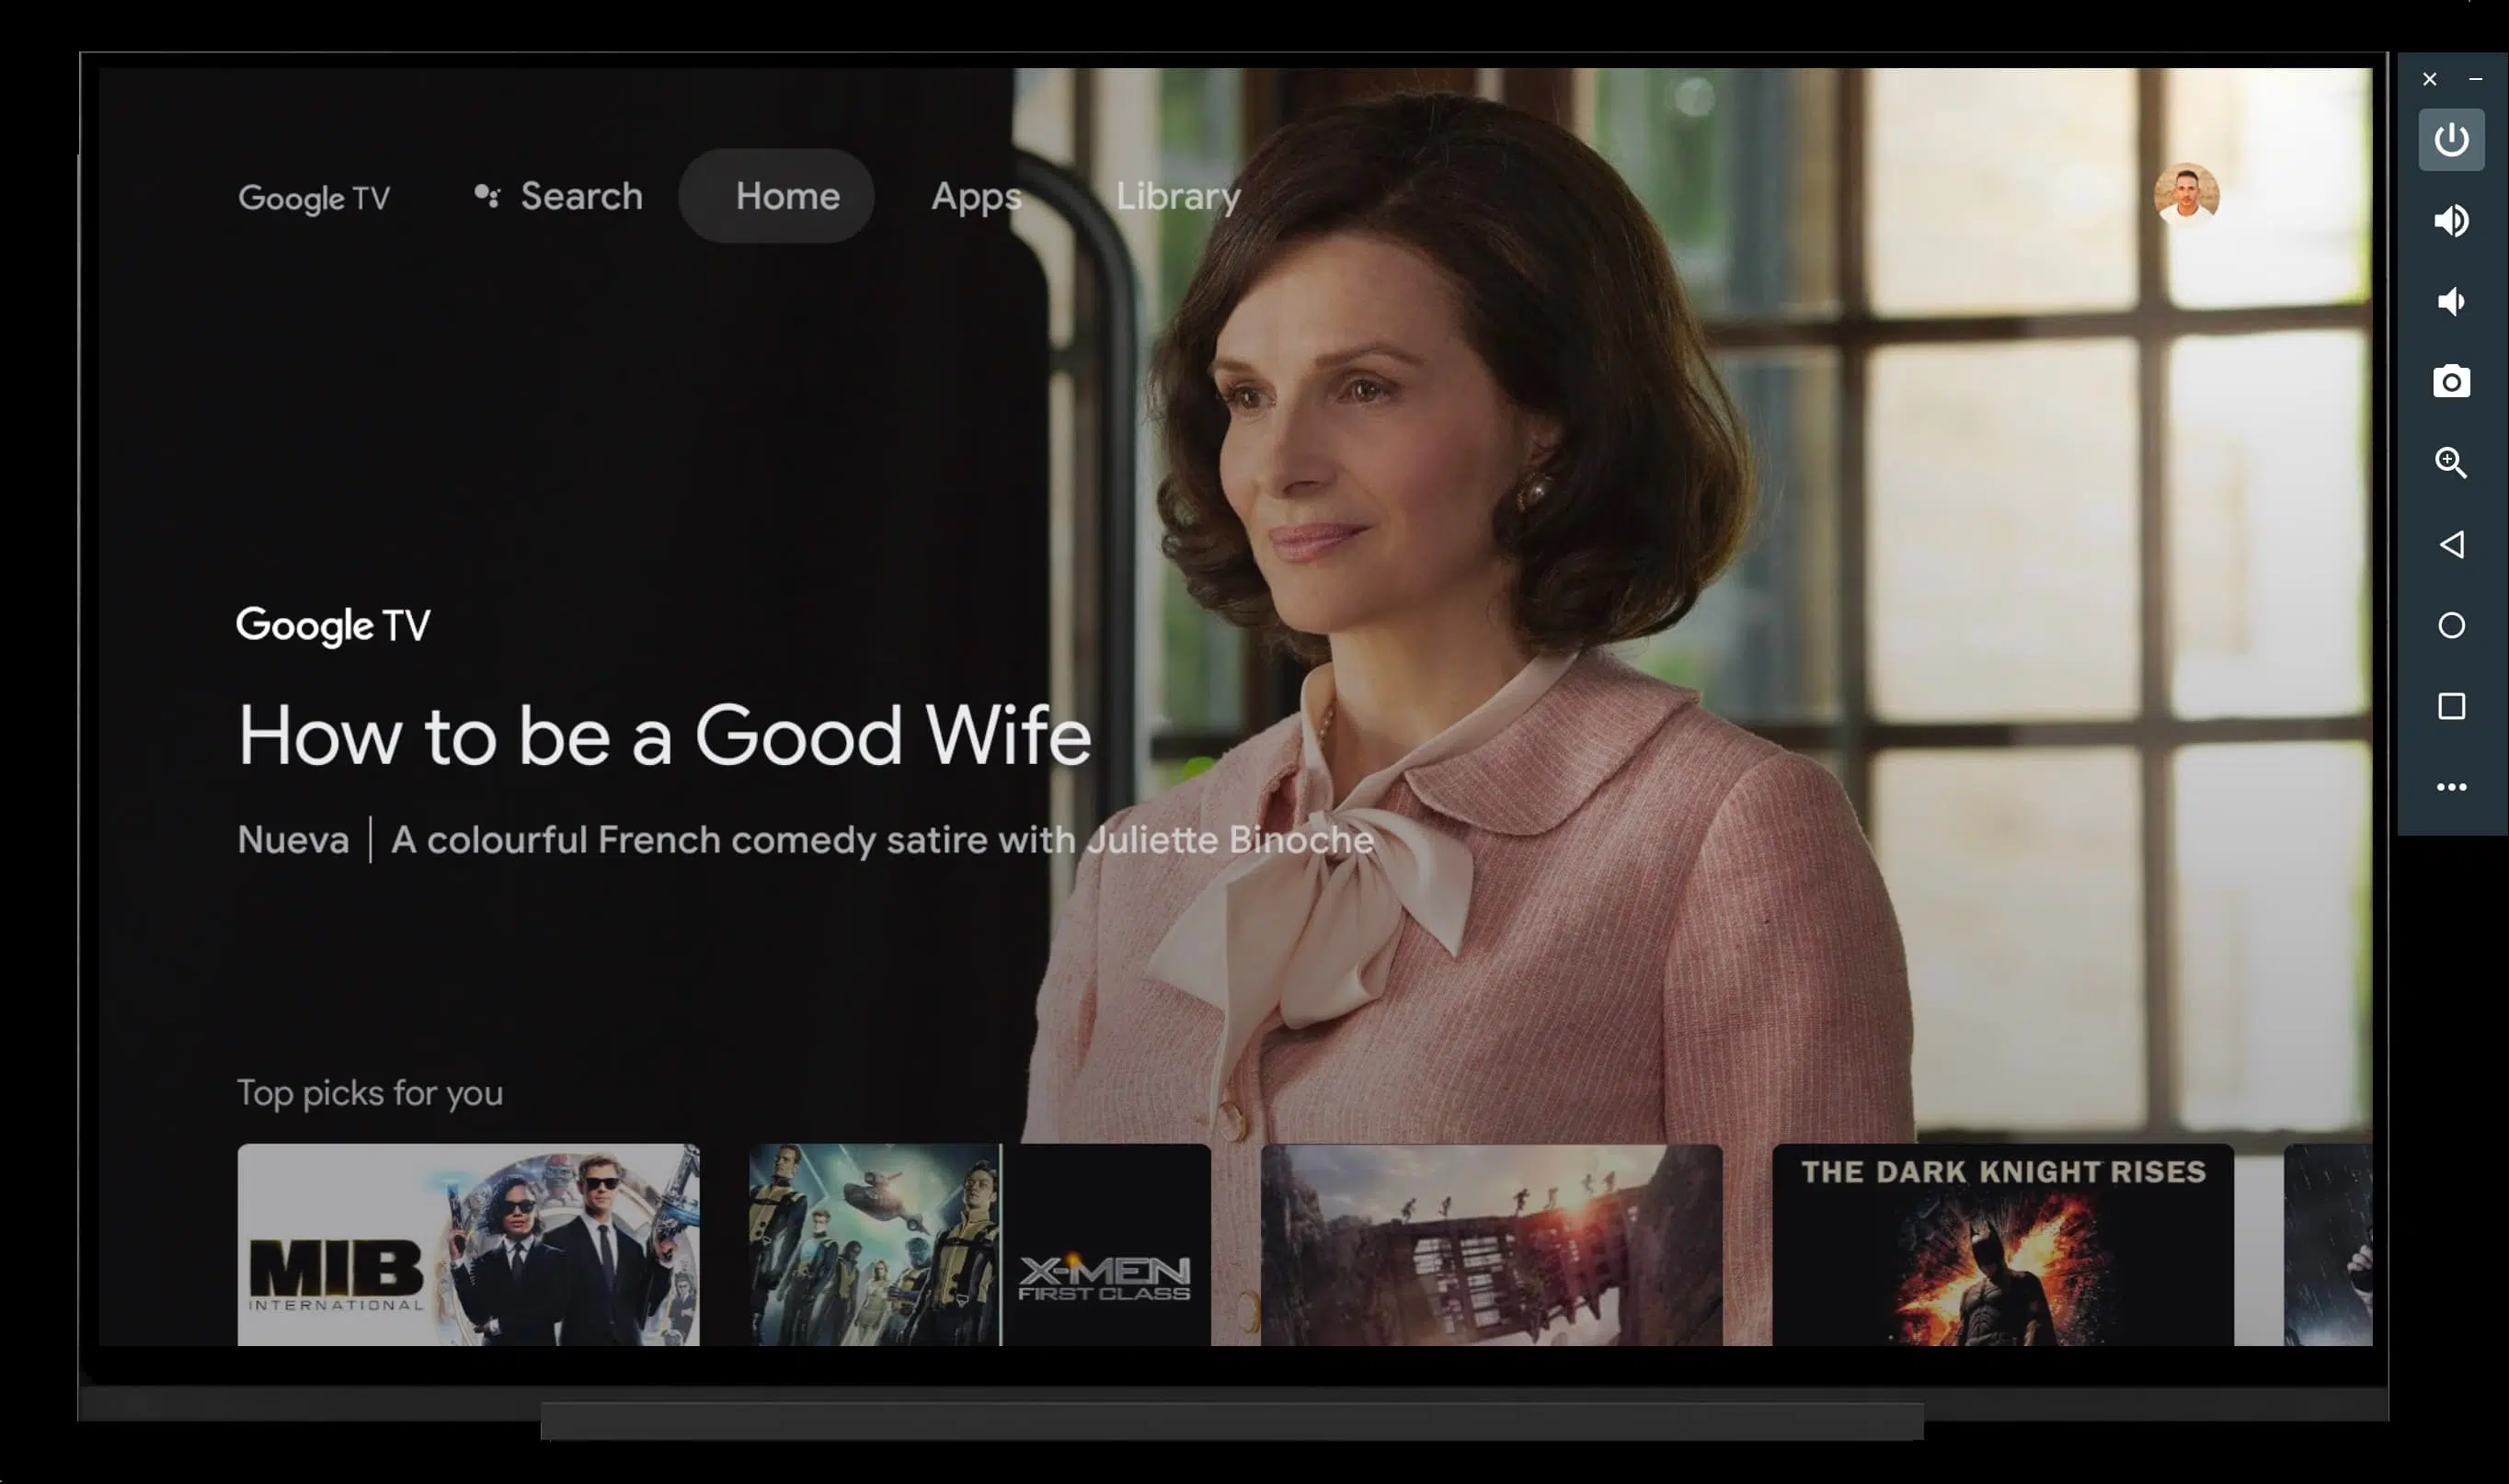 Google TV Search Home Apps Library
Google TV
How to be a Good Wife
Nueva | A colourful French comedy satire with Juliette Binoche
Top picks for you
MIB
INTERNATIONAL
X-MEN
FIRST CLASS
THE DARK KNIGHT RISES